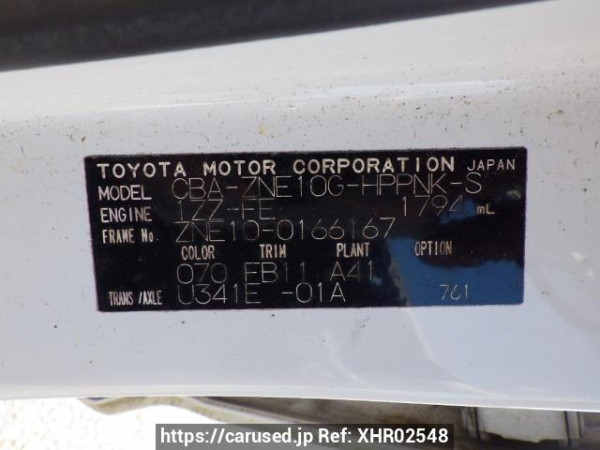 TOYOTA MOTOR CORPORATION JAPAN
MODEL CBA-ZNE10G-HPPNK-S
ENGINE 1ZZ-FE 1794 mL
FRAME No. ZNE10-0166167
COLOR TRIM PLANT OPTION
070 FB11 A41
TRANS/AXLE U341E -01A 761
https://carused.jp Ref: XHR02548